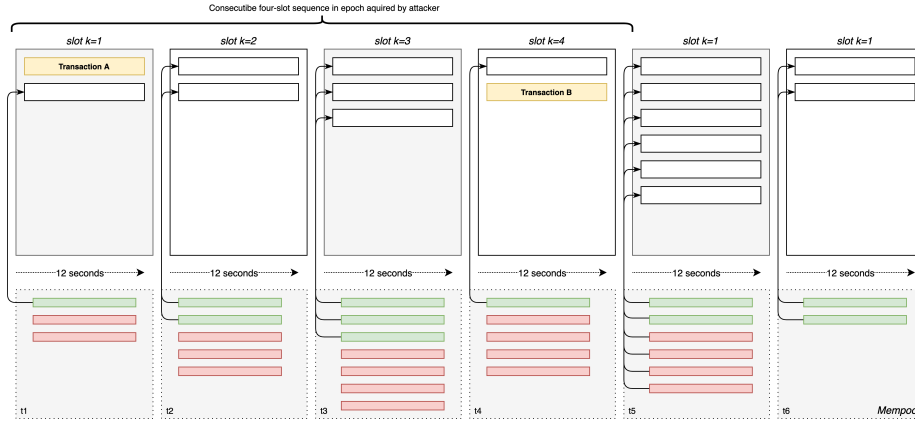 Consecutibe four-slot sequence in epoch aquired by attacker
slot k=1
slot k=2
slot k=3
slot k=4
slot k=1
slot k=1
Transaction A
Transaction B
12 seconds
12 seconds
12 seconds
12 seconds
12 seconds
12 seconds
t1
t2
t3
t4
t5
t6
Mempoo